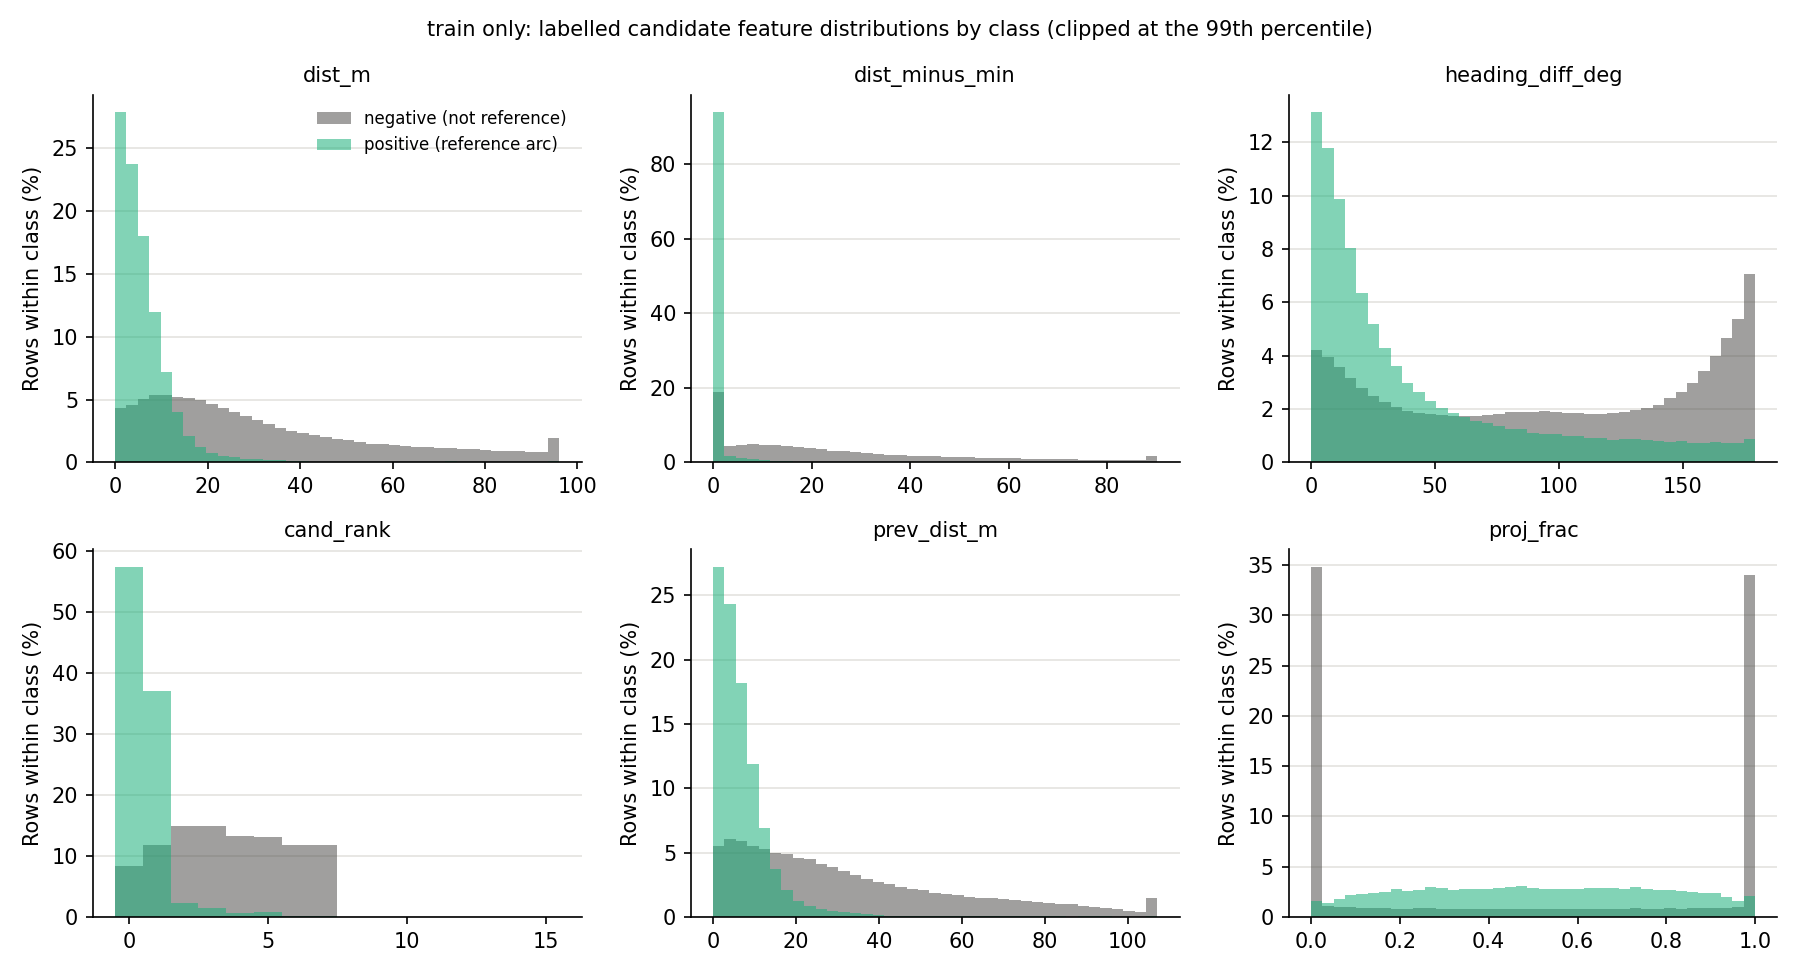 train only: labelled candidate feature distributions by class (clipped at the 99th percentile)
dist_m
Rows within class (%)
25
20
15
10
5
0
0 20 40 60 80 100
negative (not reference)
positive (reference arc)
dist_minus_min
Rows within class (%)
80
60
40
20
0
0 20 40 60 80
heading_diff_deg
Rows within class (%)
12
10
8
6
4
2
0
0 50 100 150
cand_rank
Rows within class (%)
60
50
40
30
20
10
0
0 5 10 15
prev_dist_m
Rows within class (%)
25
20
15
10
5
0
0 20 40 60 80 100
proj_frac
Rows within class (%)
35
30
25
20
15
10
5
0
0.0 0.2 0.4 0.6 0.8 1.0